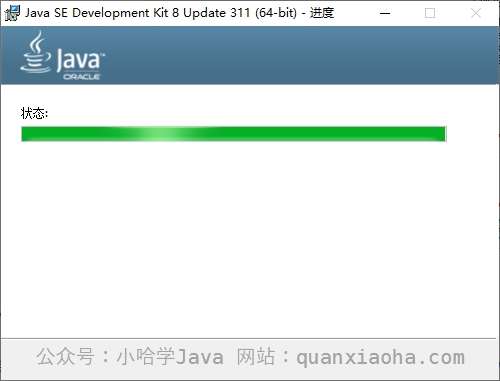 Java SE Development Kit 8 Update 311 (64-bit) - 进度
Java™
ORACLE
状态:
公众号：小哈学Java 网站：quanxiaoha.com